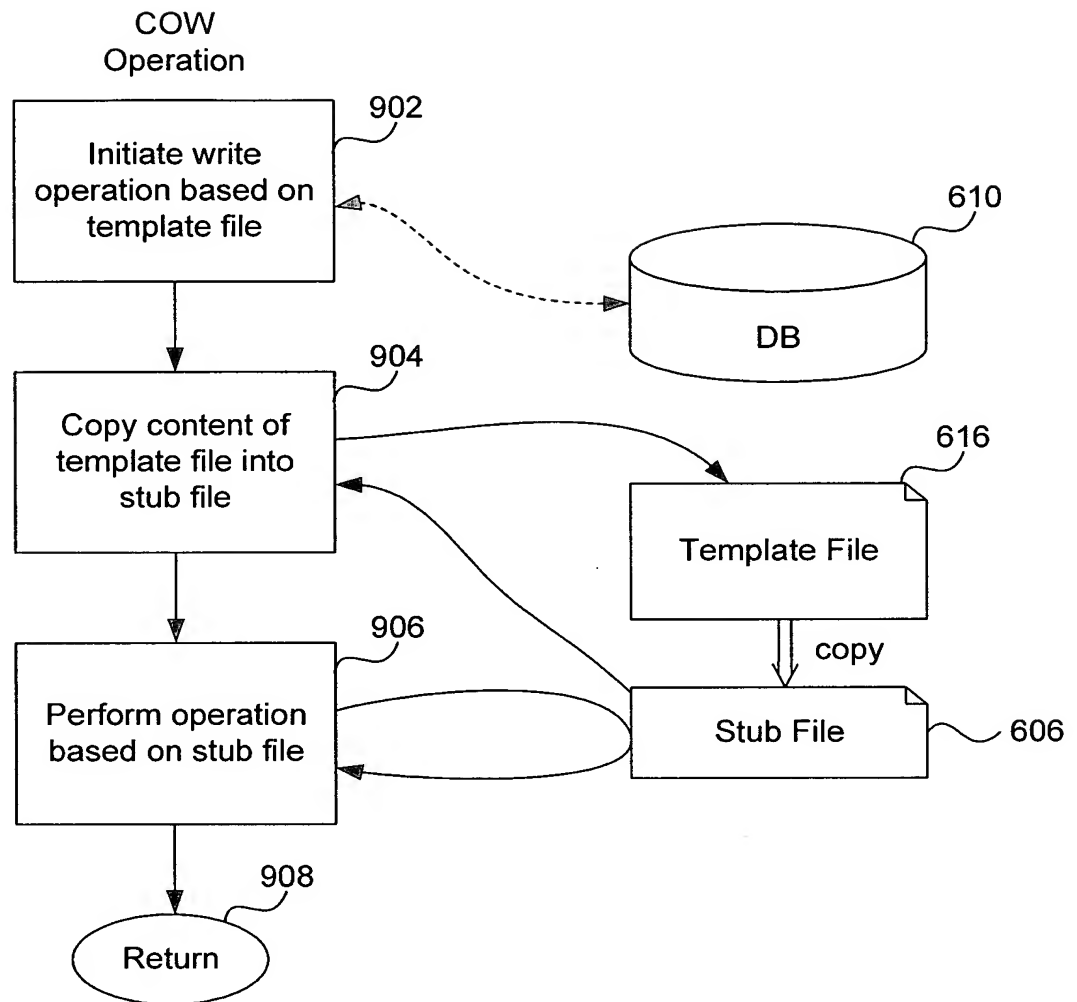 COW
Operation
902
Initiate write
operation based on
template file
610
DB
904
Copy content of
template file into
stub file
616
Template File
copy
906
Perform operation
based on stub file
Stub File
606
908
Return